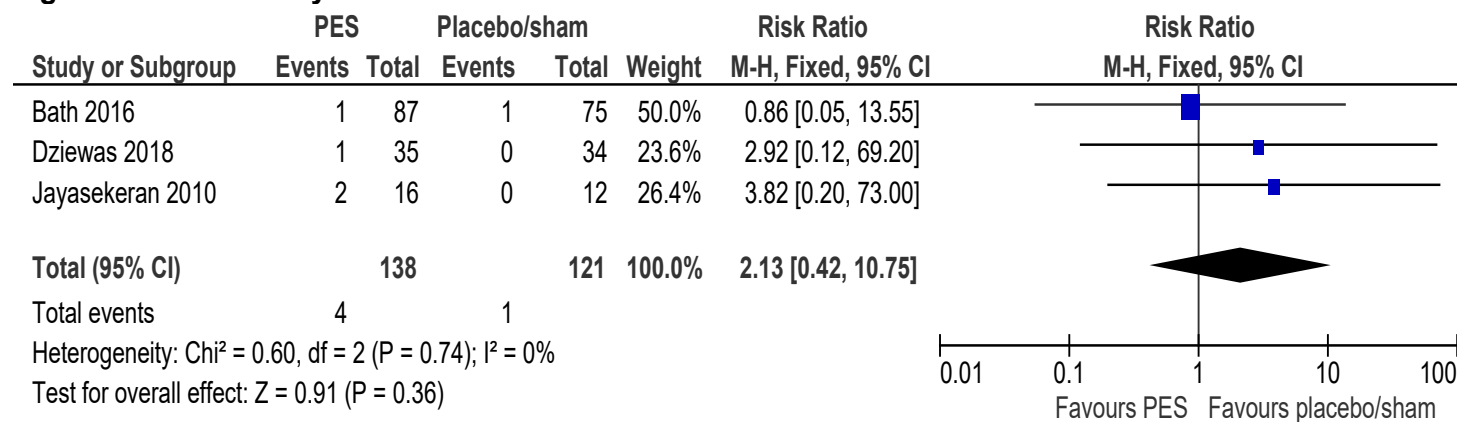 PES Placebo/sham Risk Ratio Risk Ratio
Study or Subgroup Events Total Events Total Weight M-H, Fixed, 95% CI M-H, Fixed, 95% CI
Bath 2016 1 87 1 75 50.0% 0.86 [0.05, 13.55]
Dziewas 2018 1 35 0 34 23.6% 2.92 [0.12, 69.20]
Jayasekeran 2010 2 16 0 12 26.4% 3.82 [0.20, 73.00]
Total (95% CI) 138 121 100.0% 2.13 [0.42, 10.75]
Total events 4 1
Heterogeneity: Chi² = 0.60, df = 2 (P = 0.74); I² = 0%
Test for overall effect: Z = 0.91 (P = 0.36)
0.01 0.1 1 10 100
Favours PES Favours placebo/sham